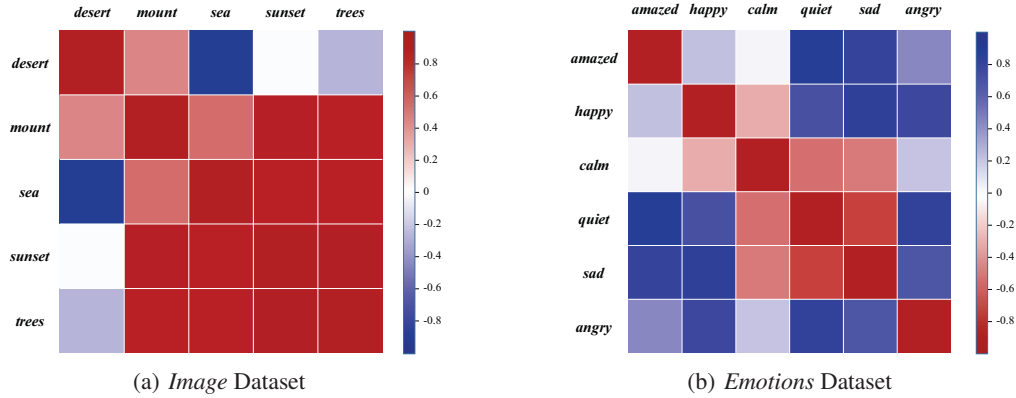 desert mount sea sunset trees
desert
mount
sea
sunset
trees
0.8
0.6
0.4
0.2
0
-0.2
-0.4
-0.6
-0.8
(a) Image Dataset
amazed happy calm quiet sad angry
amazed
happy
calm
quiet
sad
angry
0.8
0.6
0.4
0.2
0
-0.2
-0.4
-0.6
-0.8
(b) Emotions Dataset